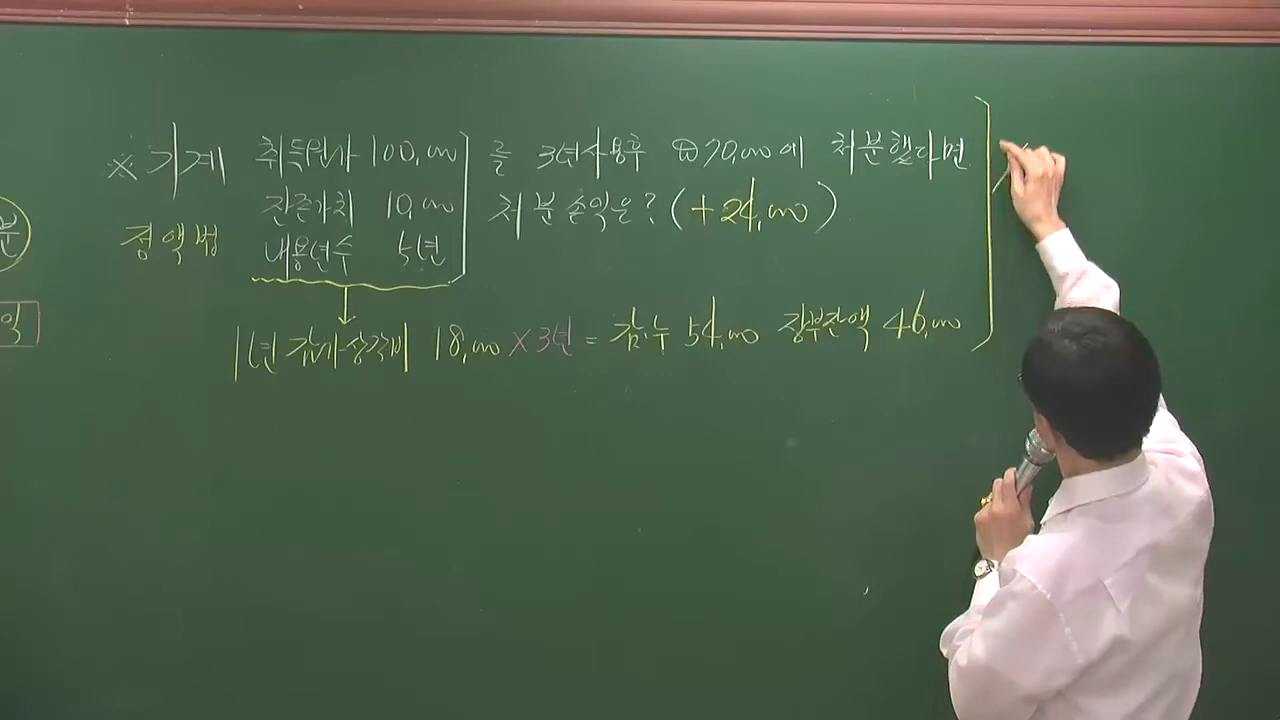 ※ 기계 취득원가 100,000 를 3년 사용후 ₩70,000에 처분했다면
잔존가치 10,000 처분손익은? (+24,000)
정액법 내용년수 5년
1년 감가상각비 18,000 × 3년 = 감.누 54,000 장부잔액 46,000
분
익